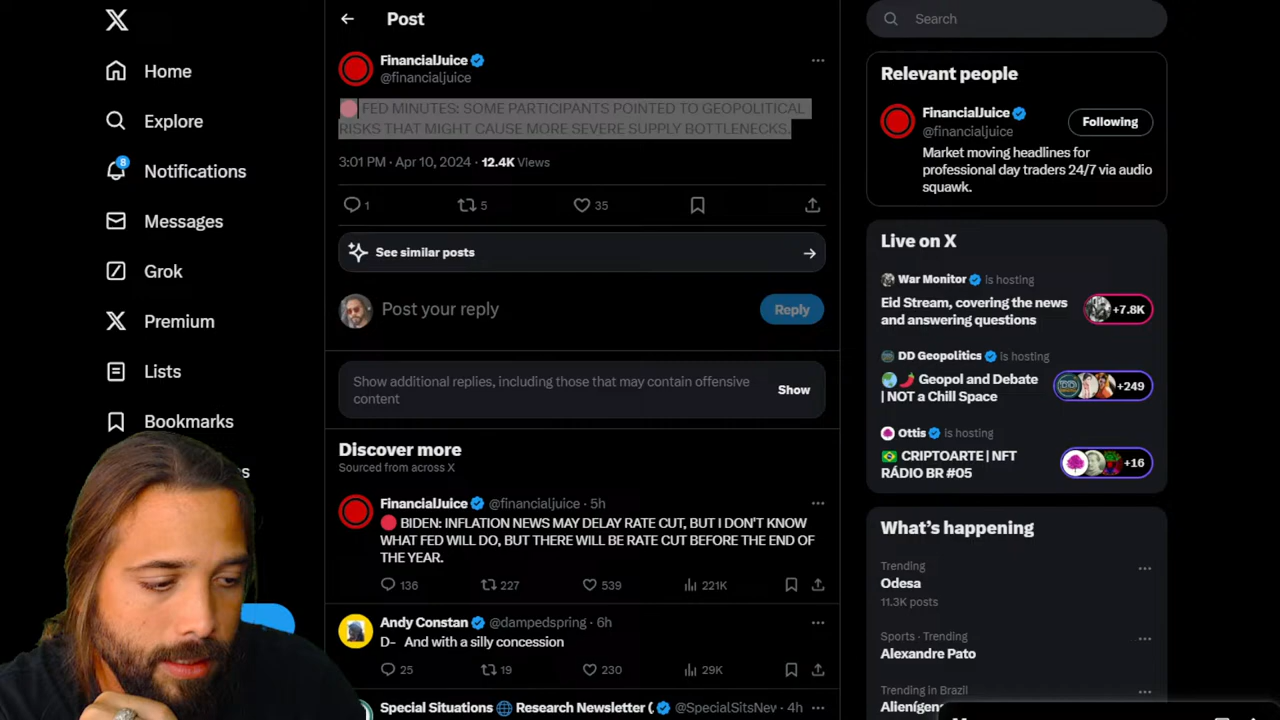 Home
Explore
8
Notifications
Messages
Grok
Premium
Lists
Bookmarks
Post
FinancialJuice
@financialjuice
FED MINUTES: SOME PARTICIPANTS POINTED TO GEOPOLITICAL
RISKS THAT MIGHT CAUSE MORE SEVERE SUPPLY BOTTLENECKS.
3:01 PM · Apr 10, 2024 · 12.4K Views
1 5 35
See similar posts
Post your reply
Reply
Show additional replies, including those that may contain offensive
content
Show
Discover more
Sourced from across X
FinancialJuice @financialjuice · 5h
BIDEN: INFLATION NEWS MAY DELAY RATE CUT, BUT I DON'T KNOW
WHAT FED WILL DO, BUT THERE WILL BE RATE CUT BEFORE THE END OF
THE YEAR.
136 227 539 221K
Andy Constan @dampedspring · 6h
D- And with a silly concession
25 19 230 29K
Special Situations Research Newsletter ( @SpecialSitsNew · 4h
Search
Relevant people
FinancialJuice
@financialjuice
Following
Market moving headlines for
professional day traders 24/7 via audio
squawk.
Live on X
War Monitor is hosting
Eid Stream, covering the news
and answering questions
+7.8K
DD Geopolitics is hosting
Geopol and Debate
| NOT a Chill Space
+249
Ottis is hosting
CRIPTOARTE | NFT
RÁDIO BR #05
+16
What's happening
Trending
Odesa
11.3K posts
Sports · Trending
Alexandre Pato
Trending in Brazil